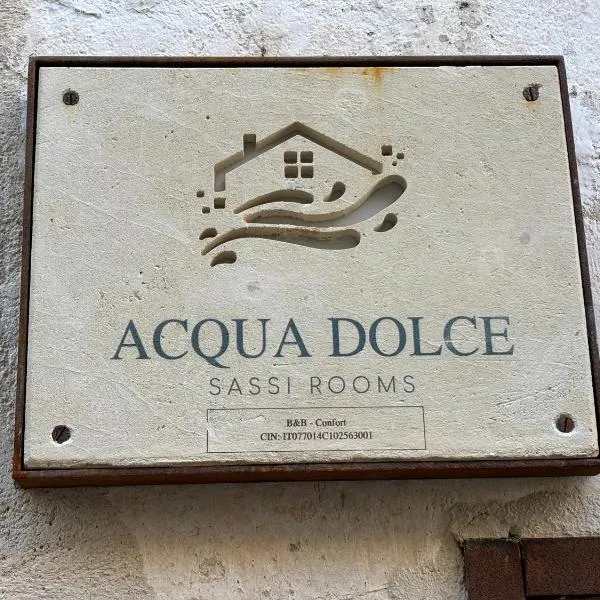 ACQUA DOLCE
SASSI ROOMS
B&B - Confort
CIN: IT077014C102563001